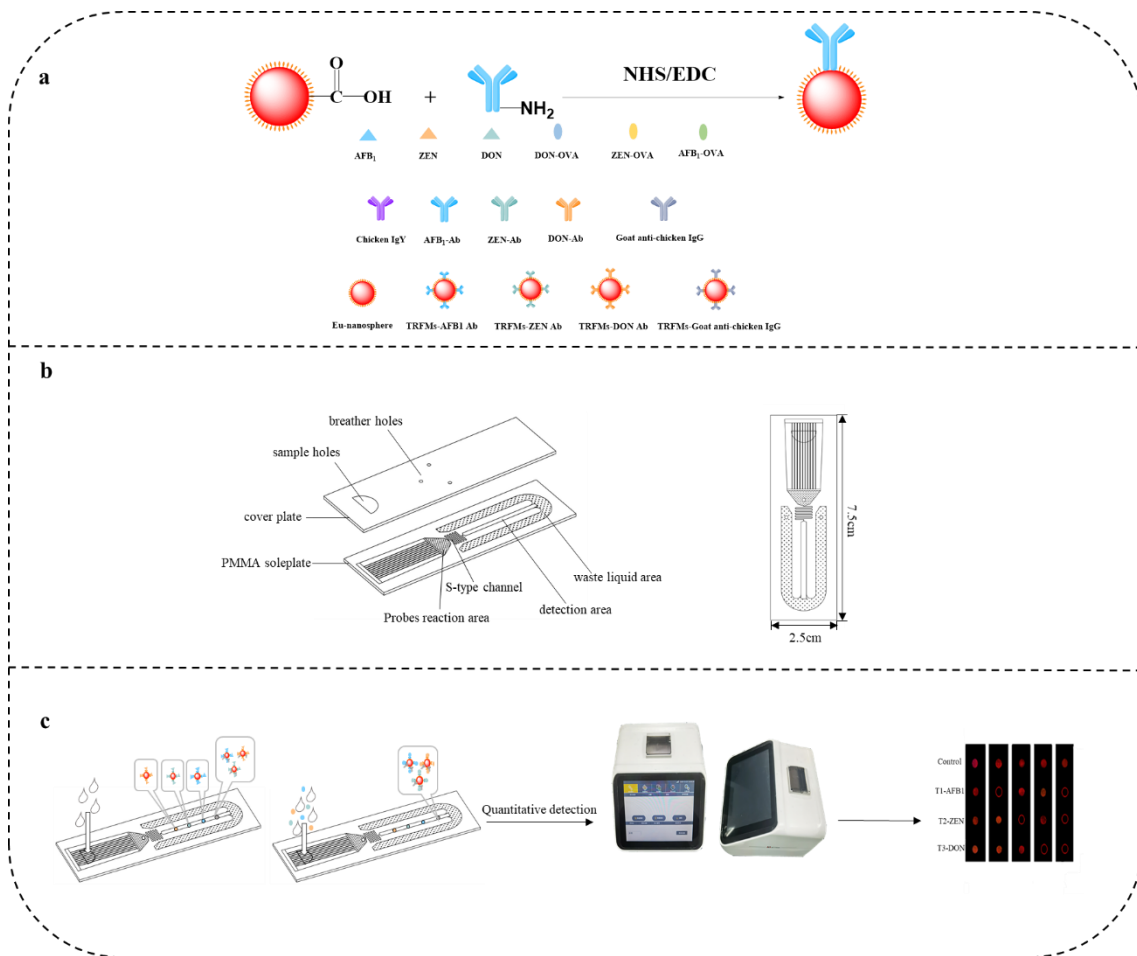 a
O
C
OH
+
NH2
NHS/EDC
AFB1
ZEN
DON
DON-OVA
ZEN-OVA
AFB1-OVA
Chicken IgY
AFB1-Ab
ZEN-Ab
DON-Ab
Goat anti-chicken IgG
Eu-nanosphere
TRFMs-AFB1 Ab
TRFMs-ZEN Ab
TRFMs-DON Ab
TRFMs-Goat anti-chicken IgG
b
breather holes
sample holes
cover plate
PMMA soleplate
S-type channel
Probes reaction area
waste liquid area
detection area
7.5cm
2.5cm
c
Quantitative detection
Control
T1-AFB1
T2-ZEN
T3-DON